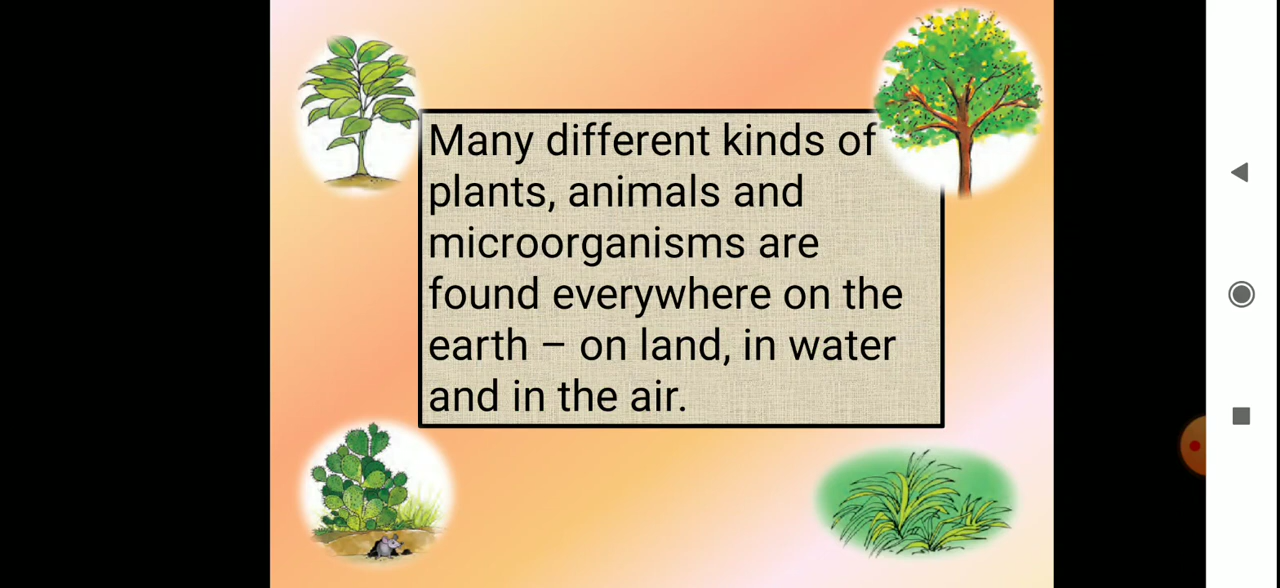 Many different kinds of
plants, animals and
microorganisms are
found everywhere on the
earth – on land, in water
and in the air.